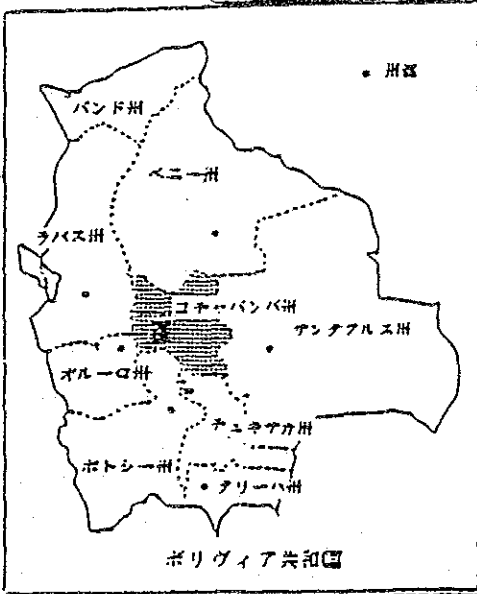 • 州都
パンド州
ベニー州
ラパス州
コチャバンバ州
サンタクルス州
オルーロ州
チュキサカ州
ポトシー州
タリーハ州
ボリヴィア共和国